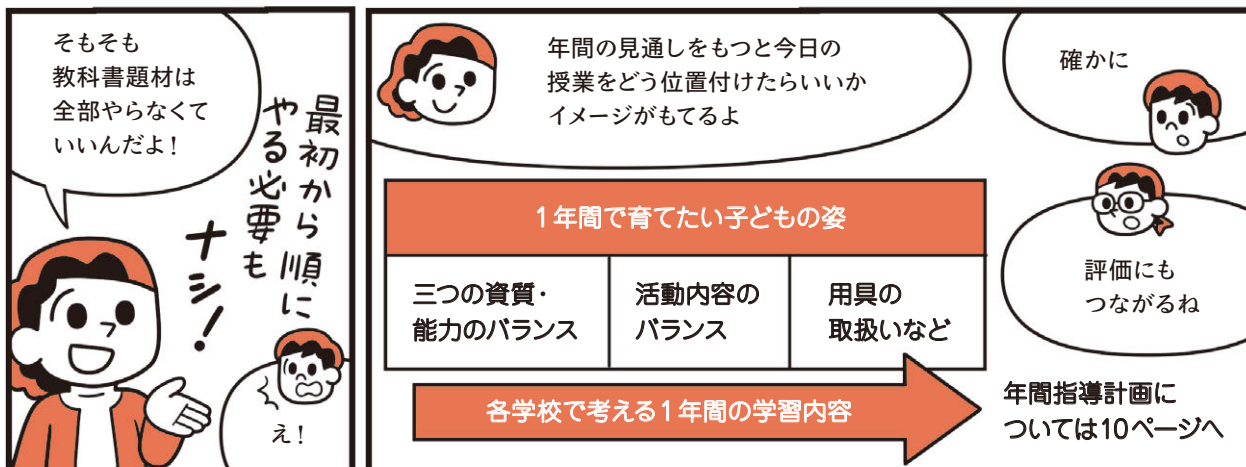 そもそも
教科書題材は
全部やらなくて
いいんだよ！
最初から順に
やる必要も
ナシ！
え！
年間の見通しをもつと今日の
授業をどう位置付けたらいいか
イメージがもてるよ
確かに
評価にも
つながるね
1年間で育てたい子どもの姿
三つの資質・
能力のバランス
活動内容の
バランス
用具の
取扱いなど
各学校で考える1年間の学習内容
年間指導計画に
ついては10ページへ